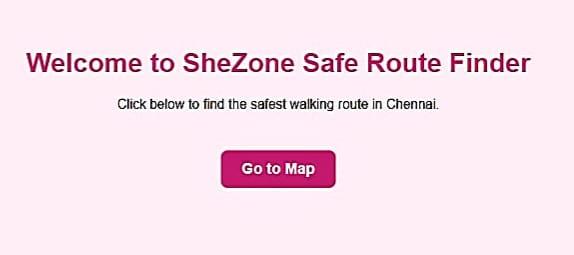 Welcome to SheZone Safe Route Finder
Click below to find the safest walking route in Chennai.
Go to Map